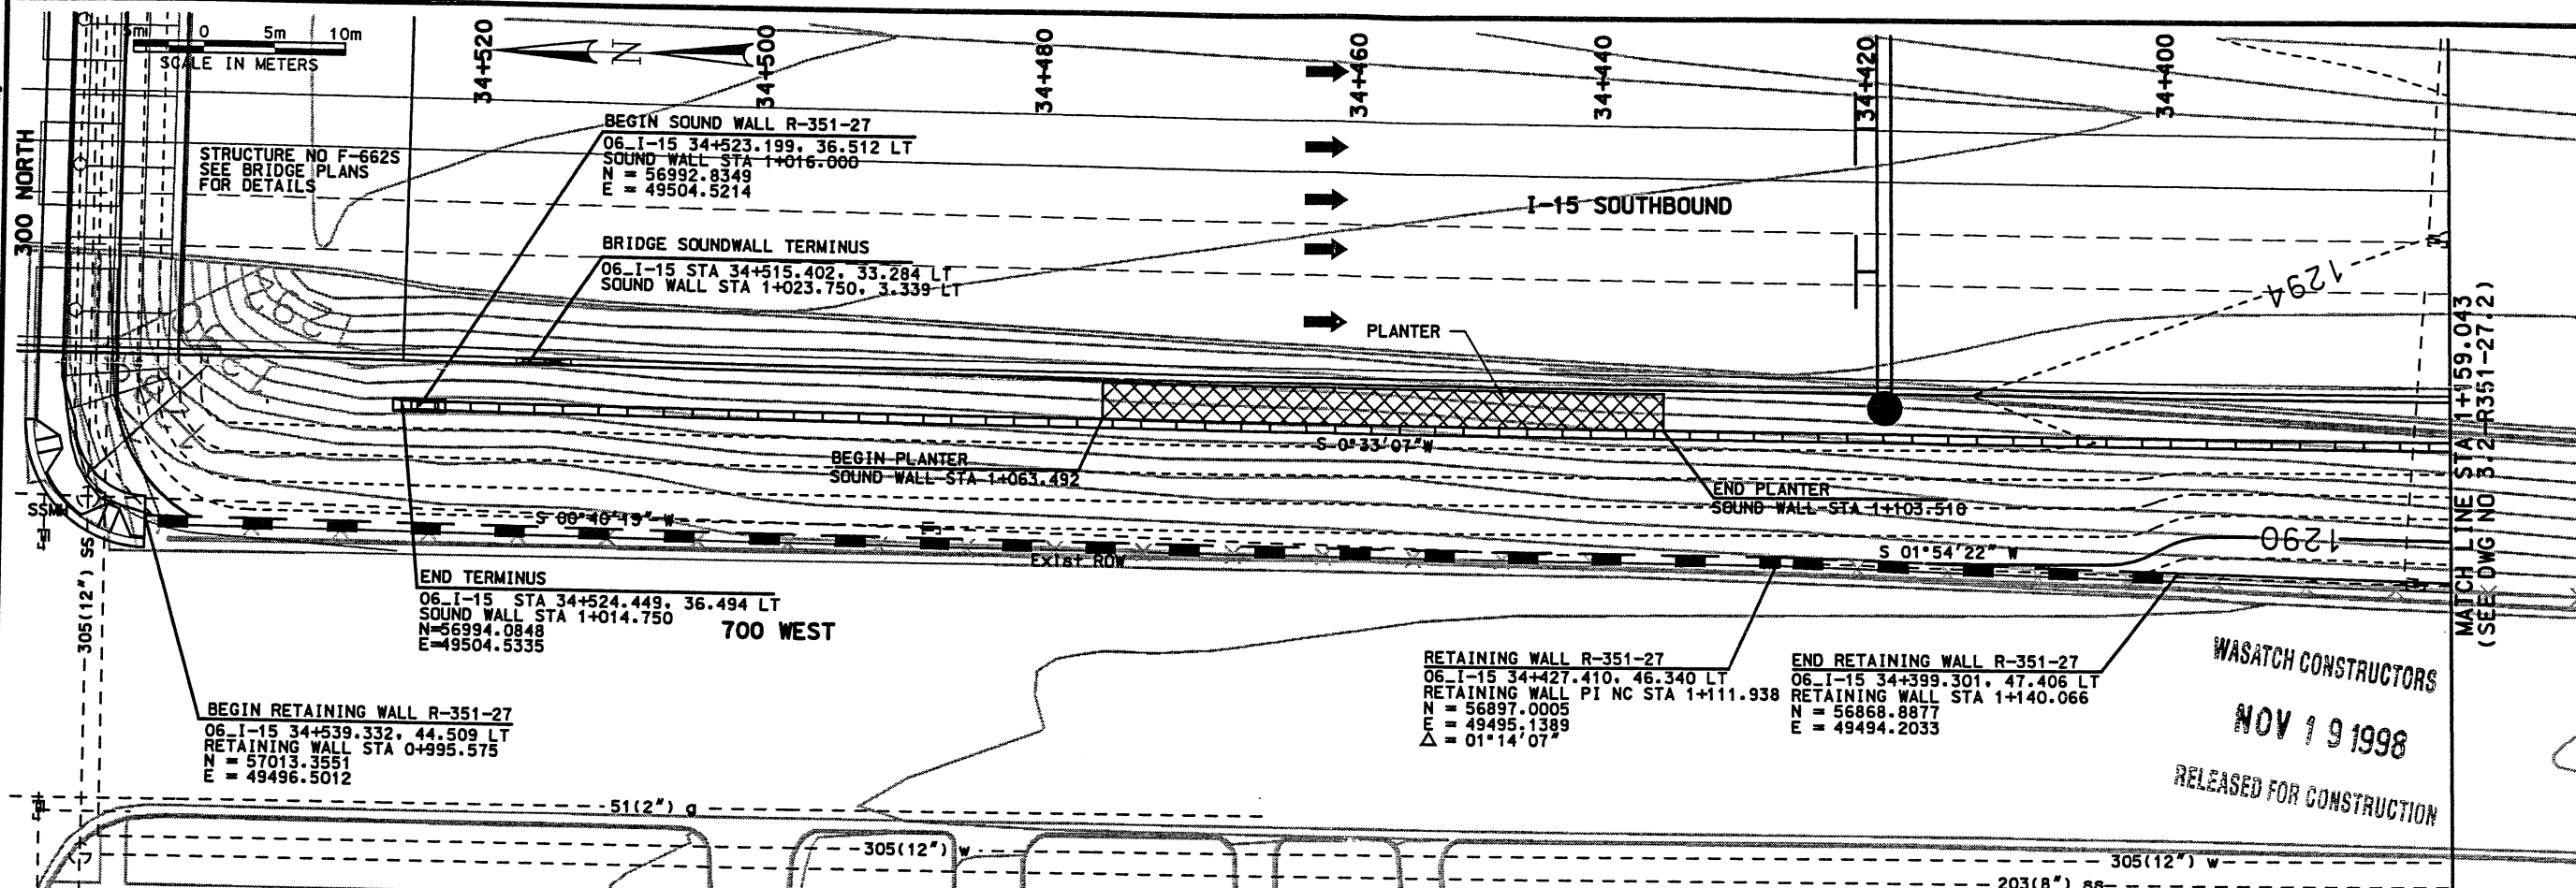 5m 0 5m 10m
SCALE IN METERS
N
34+520
34+500
34+480
34+460
34+440
34+420
34+400
300 NORTH
STRUCTURE NO F-662S
SEE BRIDGE PLANS
FOR DETAILS
BEGIN SOUND WALL R-351-27
06_I-15 34+523.199, 36.512 LT
SOUND WALL STA 1+016.000
N = 56992.8349
E = 49504.5214
BRIDGE SOUNDWALL TERMINUS
06_I-15 STA 34+515.402, 33.284 LT
SOUND WALL STA 1+023.750, 3.339 LT
I-15 SOUTHBOUND
PLANTER
1294
S 0°33'07" W
BEGIN PLANTER
SOUND WALL STA 1+063.492
END PLANTER
SOUND WALL STA 1+103.510
SSMH
S 00°40'15" W
S 01°54'22" W
1290
Exist ROW
MATCH LINE STA 1+159.043
(SEE DWG NO 3.2-R351-27.2)
305(12") SS
END TERMINUS
06_I-15 STA 34+524.449, 36.494 LT
SOUND WALL STA 1+014.750
N=56994.0848
E=49504.5335
700 WEST
RETAINING WALL R-351-27
06_I-15 34+427.410, 46.340 LT
RETAINING WALL PI NC STA 1+111.938
N = 56897.0005
E = 49495.1389
Δ = 01°14'07"
END RETAINING WALL R-351-27
06_I-15 34+399.301, 47.406 LT
RETAINING WALL STA 1+140.066
N = 56868.8877
E = 49494.2033
BEGIN RETAINING WALL R-351-27
06_I-15 34+539.332, 44.509 LT
RETAINING WALL STA 0+995.575
N = 57013.3551
E = 49496.5012
WASATCH CONSTRUCTORS
NOV 19 1998
RELEASED FOR CONSTRUCTION
51(2") g
305(12") w
305(12") w
203(8") ss